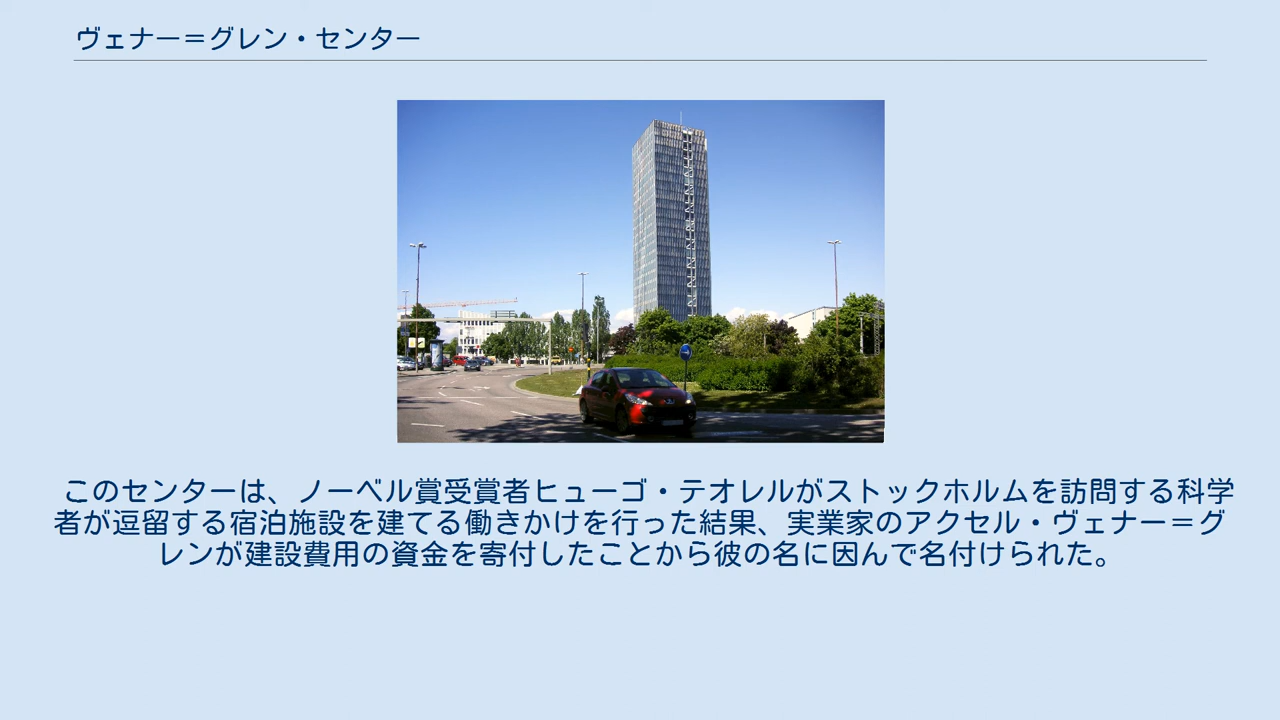 ヴェナー＝グレン・センター
このセンターは、ノーベル賞受賞者ヒューゴ・テオレルがストックホルムを訪問する科学
者が逗留する宿泊施設を建てる働きかけを行った結果、実業家のアクセル・ヴェナー＝グ
レンが建設費用の資金を寄付したことから彼の名に因んで名付けられた。